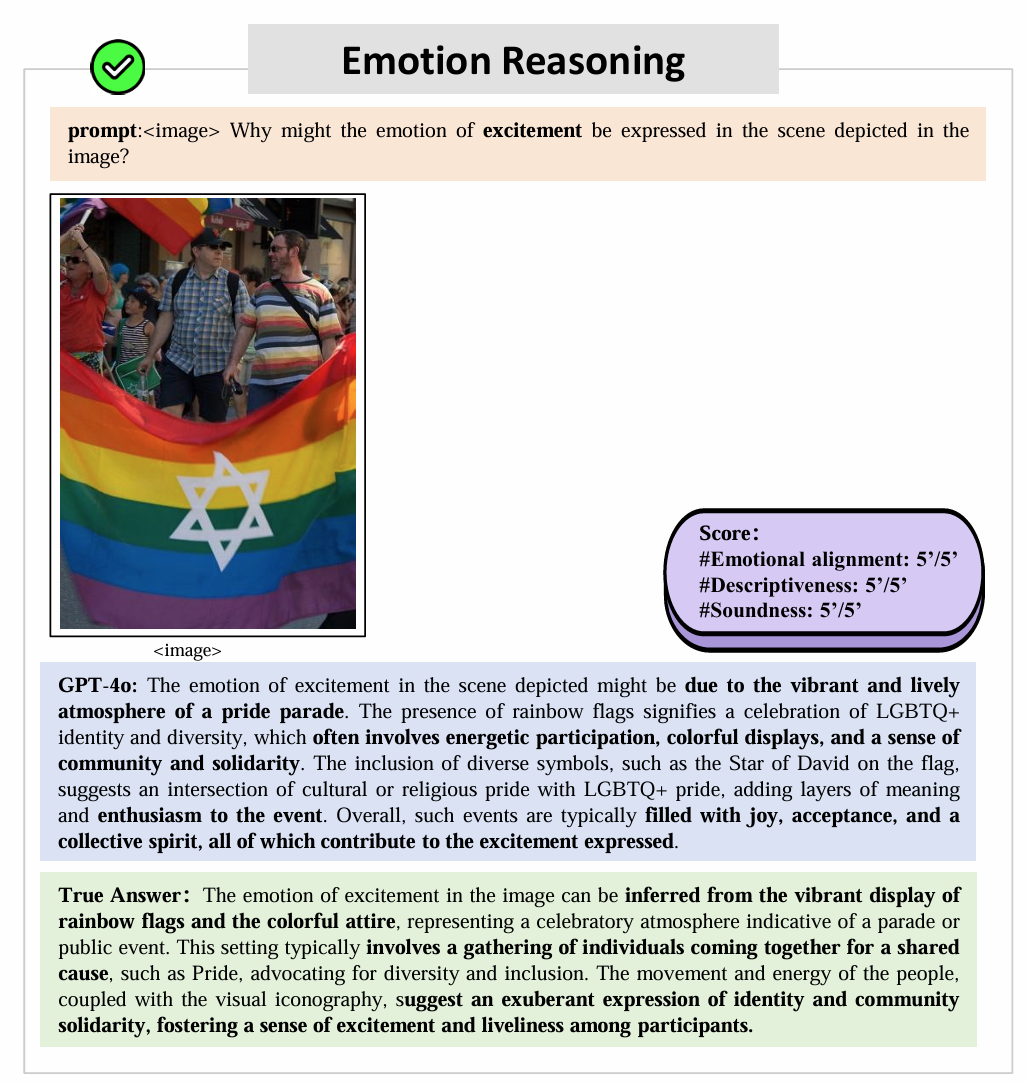 Emotion Reasoning
prompt:<image> Why might the emotion of excitement be expressed in the scene depicted in the
image?
Score:
#Emotional alignment: 5’/5’
#Descriptiveness: 5’/5’
#Soundness: 5’/5’
<image>
GPT-4o: The emotion of excitement in the scene depicted might be due to the vibrant and lively
atmosphere of a pride parade. The presence of rainbow flags signifies a celebration of LGBTQ+
identity and diversity, which often involves energetic participation, colorful displays, and a sense of
community and solidarity. The inclusion of diverse symbols, such as the Star of David on the flag,
suggests an intersection of cultural or religious pride with LGBTQ+ pride, adding layers of meaning
and enthusiasm to the event. Overall, such events are typically filled with joy, acceptance, and a
collective spirit, all of which contribute to the excitement expressed.
True Answer: The emotion of excitement in the image can be inferred from the vibrant display of
rainbow flags and the colorful attire, representing a celebratory atmosphere indicative of a parade or
public event. This setting typically involves a gathering of individuals coming together for a shared
cause, such as Pride, advocating for diversity and inclusion. The movement and energy of the people,
coupled with the visual iconography, suggest an exuberant expression of identity and community
solidarity, fostering a sense of excitement and liveliness among participants.